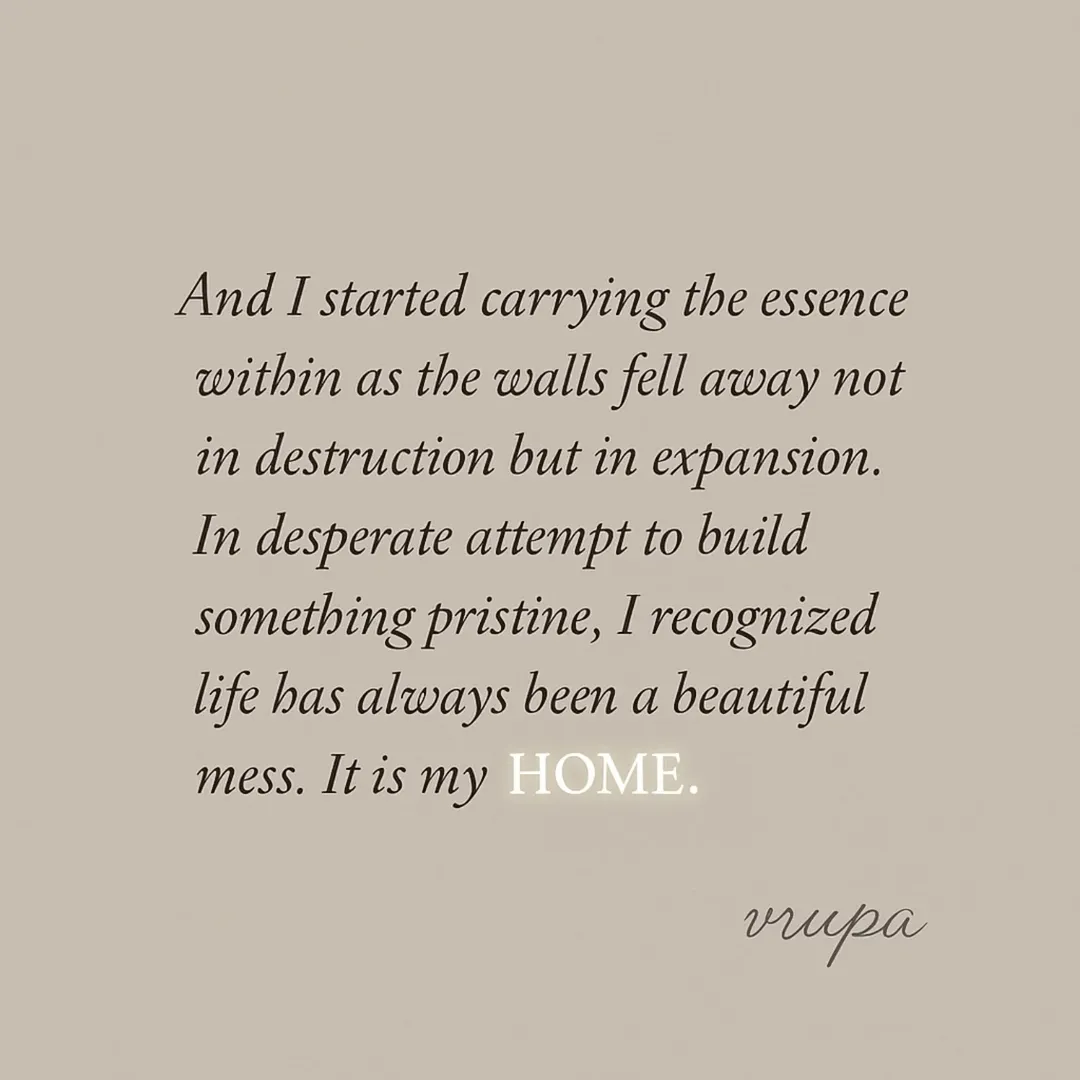 And I started carrying the essence
within as the walls fell away not
in destruction but in expansion.
In desperate attempt to build
something pristine, I recognized
life has always been a beautiful
mess. It is my HOME.
vrupa